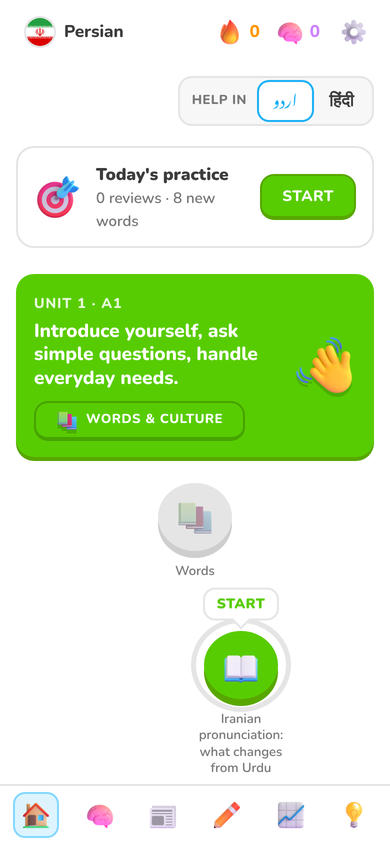 Persian
0
0
HELP IN
اردو
हिंदी
Today's practice
0 reviews · 8 new
words
START
UNIT 1 · A1
Introduce yourself, ask
simple questions, handle
everyday needs.
WORDS & CULTURE
Words
START
Iranian
pronunciation:
what changes
from Urdu